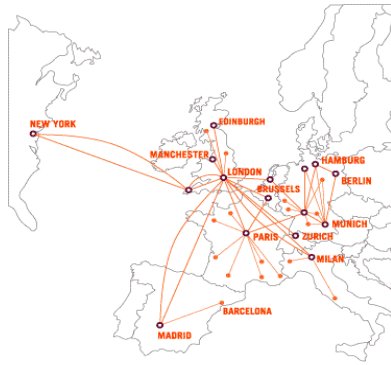 EDINBURGH
NEW YORK
MANCHESTER
HAMBURG
LONDON
BERLIN
BRUSSELS
MUNICH
PARIS
ZURICH
MILAN
BARCELONA
MADRID